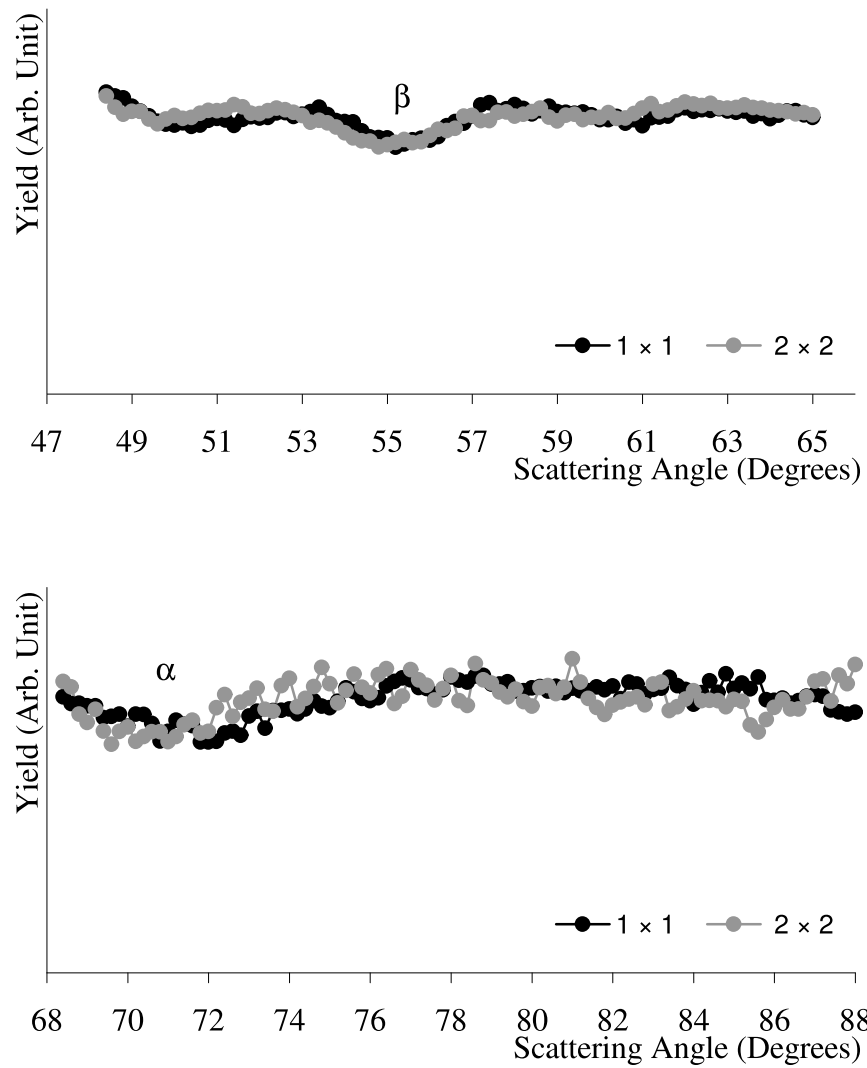 Yield (Arb. Unit)
β
1 × 1
2 × 2
47 49 51 53 55 57 59 61 63 65
Scattering Angle (Degrees)
Yield (Arb. Unit)
α
1 × 1
2 × 2
68 70 72 74 76 78 80 82 84 86 88
Scattering Angle (Degrees)